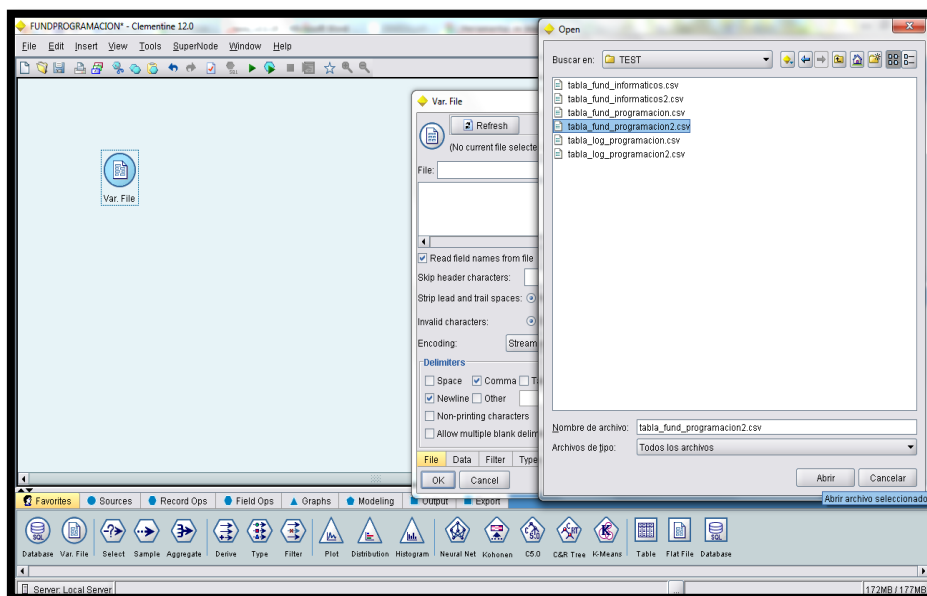 FUNDPROGRAMACION* - Clementine 12.0
File Edit Insert View Tools SuperNode Window Help
Var. File
Var. File
Refresh
(No current file selecte
File:
Read field names from file
Skip header characters:
Strip lead and trail spaces:
Invalid characters:
Encoding: Stream
Delimiters
Space Comma Ta
Newline Other
Non-printing characters
Allow multiple blank delim
File Data Filter Type
OK Cancel
Open
Buscar en: TEST
tabla_fund_informaticos.csv
tabla_fund_informaticos2.csv
tabla_fund_programacion.csv
tabla_fund_programacion2.csv
tabla_log_programacion.csv
tabla_log_programacion2.csv
Nombre de archivo: tabla_fund_programacion2.csv
Archivos de tipo: Todos los archivos
Abrir Cancelar
Abrir archivo seleccionado
Favorites Sources Record Ops Field Ops Graphs Modeling Output Export
Database Var. File Select Sample Aggregate Derive Type Filter Plot Distribution Histogram Neural Net Kohonen C5.0 C&R Tree K-Means Table Flat File Database
Server: Local Server ... 172MB / 177MB